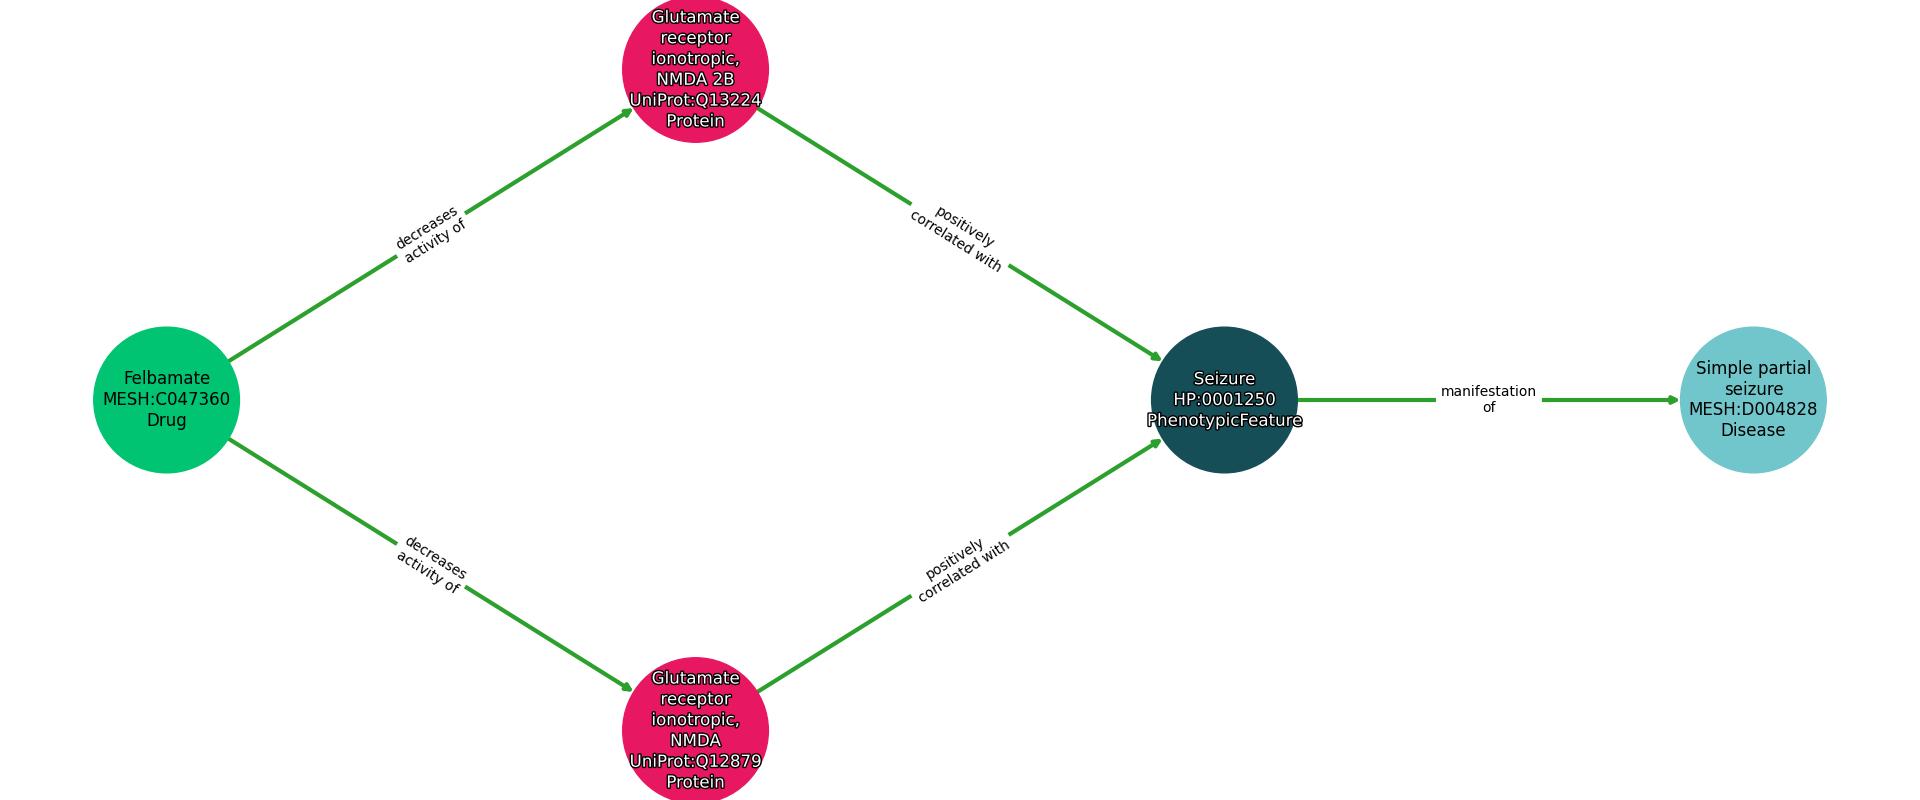 Glutamate
receptor
ionotropic,
NMDA 2B
UniProt:Q13224
Protein
decreases
activity of
positively
correlated with
Felbamate
MESH:C047360
Drug
Seizure
HP:0001250
PhenotypicFeature
manifestation
of
Simple partial
seizure
MESH:D004828
Disease
decreases
activity of
positively
correlated with
Glutamate
receptor
ionotropic,
NMDA
UniProt:Q12879
Protein